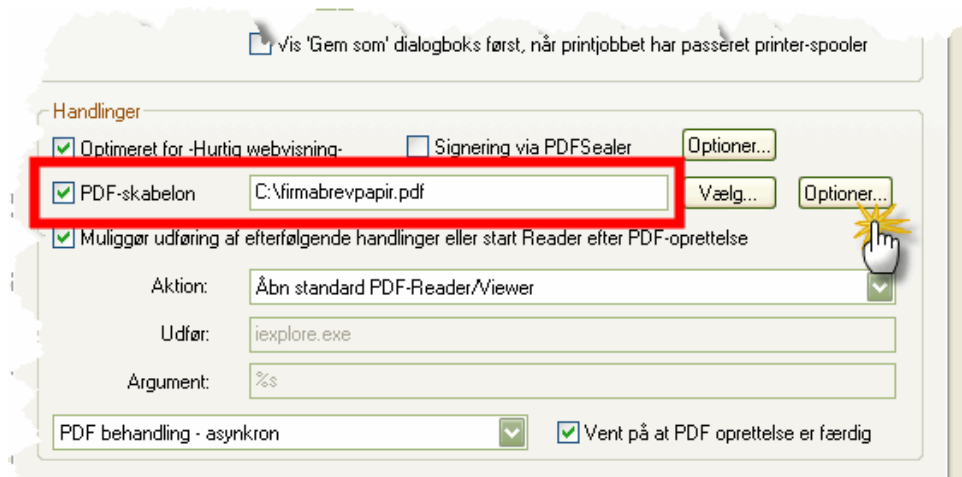 Vis 'Gem som' dialogboks først, når printjobbet har passeret printer-spooler
Handlinger
Optimeret for -Hurtig webvisning- Signering via PDFSealer Optioner...
PDF-skabelon C:\firmabrevpapir.pdf Vælg... Optioner...
Muliggør udføring af efterfølgende handlinger eller start Reader efter PDF-oprettelse
Aktion: Åbn standard PDF-Reader/Viewer
Udfør: iexplore.exe
Argument: %s
PDF behandling - asynkron Vent på at PDF oprettelse er færdig